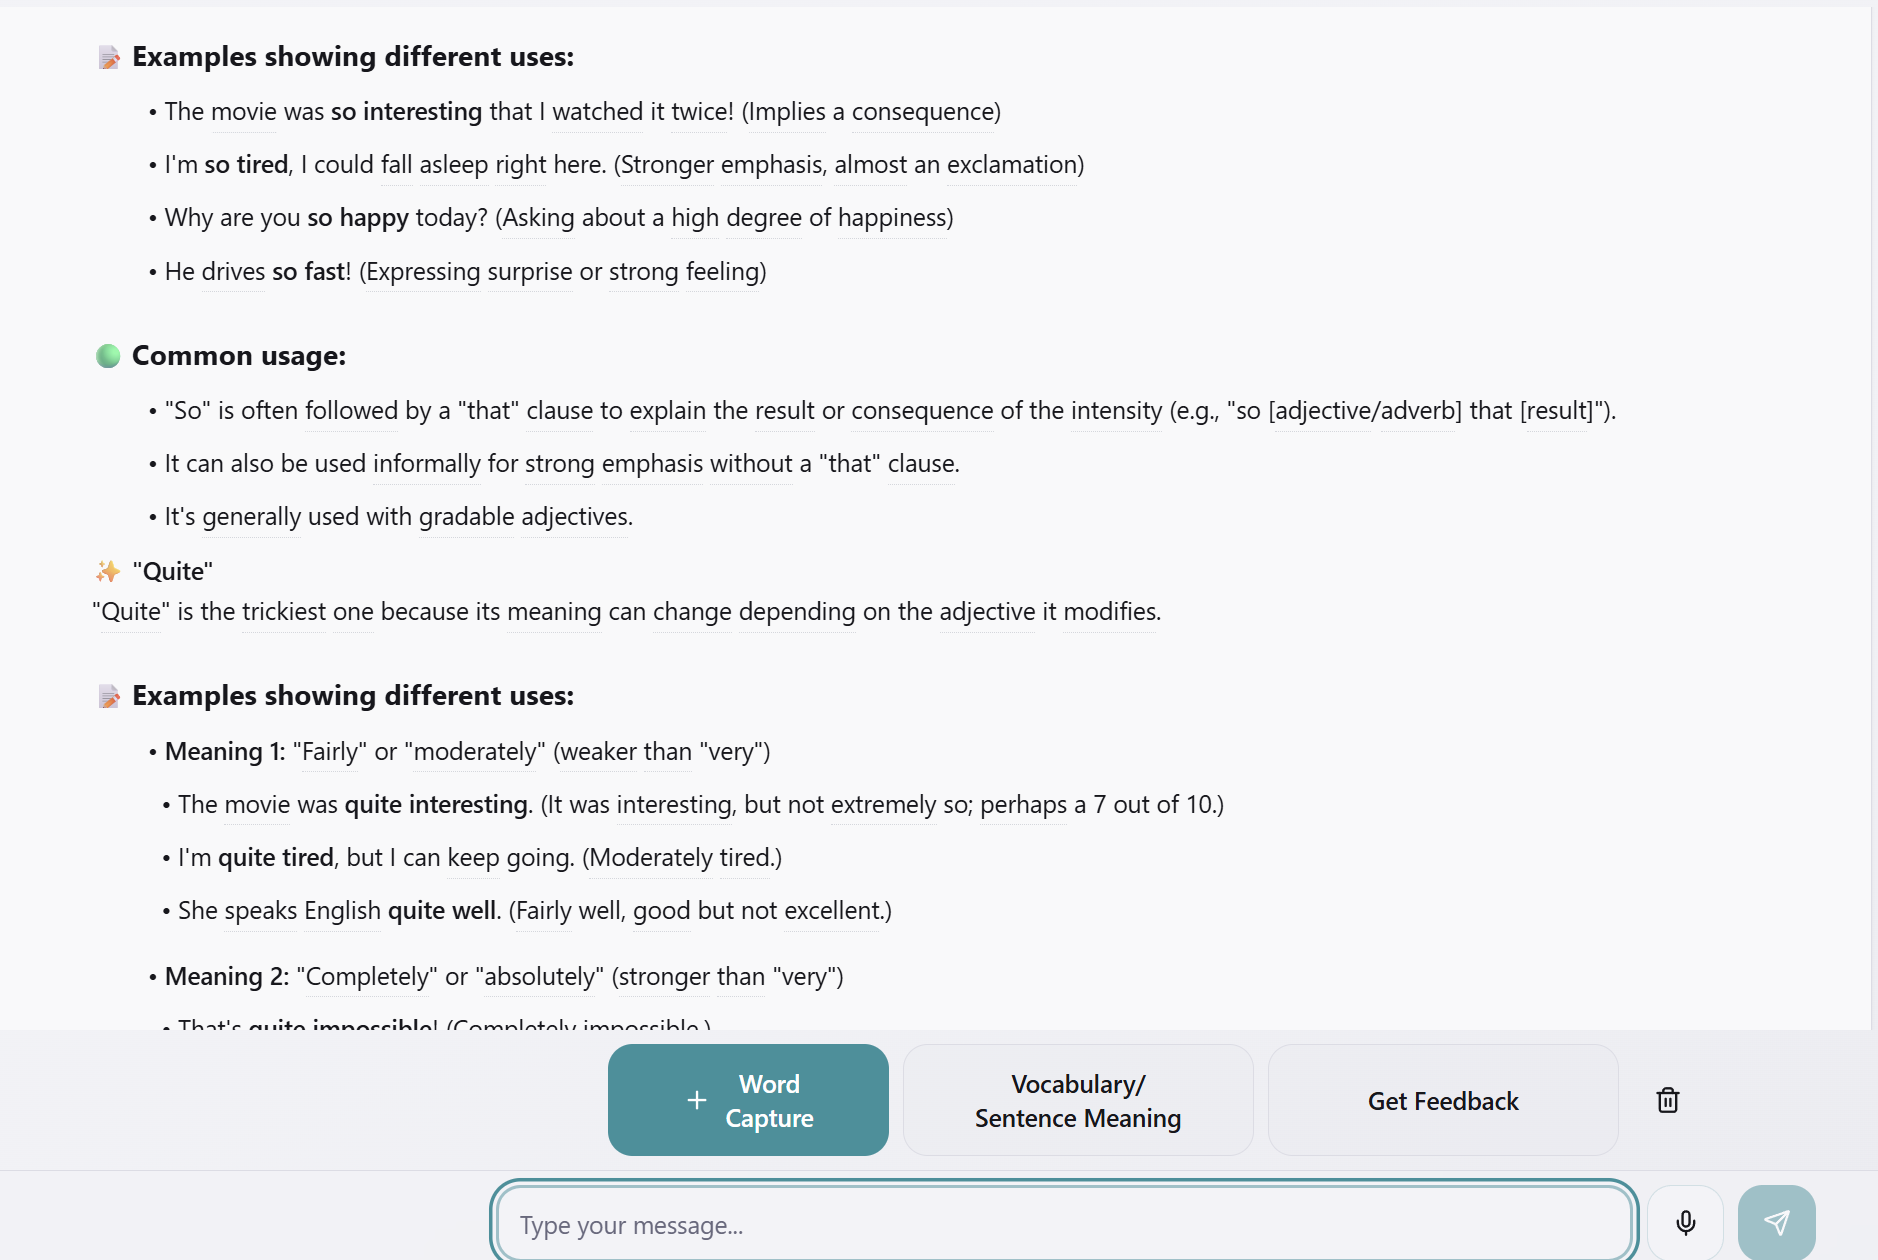 Examples showing different uses:
• The movie was so interesting that I watched it twice! (Implies a consequence)
• I'm so tired, I could fall asleep right here. (Stronger emphasis, almost an exclamation)
• Why are you so happy today? (Asking about a high degree of happiness)
• He drives so fast! (Expressing surprise or strong feeling)
Common usage:
• "So" is often followed by a "that" clause to explain the result or consequence of the intensity (e.g., "so [adjective/adverb] that [result]").
• It can also be used informally for strong emphasis without a "that" clause.
• It's generally used with gradable adjectives.
"Quite"
"Quite" is the trickiest one because its meaning can change depending on the adjective it modifies.
Examples showing different uses:
• Meaning 1: "Fairly" or "moderately" (weaker than "very")
• The movie was quite interesting. (It was interesting, but not extremely so; perhaps a 7 out of 10.)
• I'm quite tired, but I can keep going. (Moderately tired.)
• She speaks English quite well. (Fairly well, good but not excellent.)
• Meaning 2: "Completely" or "absolutely" (stronger than "very")
• That's quite impossible! (Completely impossible.)
Word
Capture
Vocabulary/
Sentence Meaning
Get Feedback
Type your message...